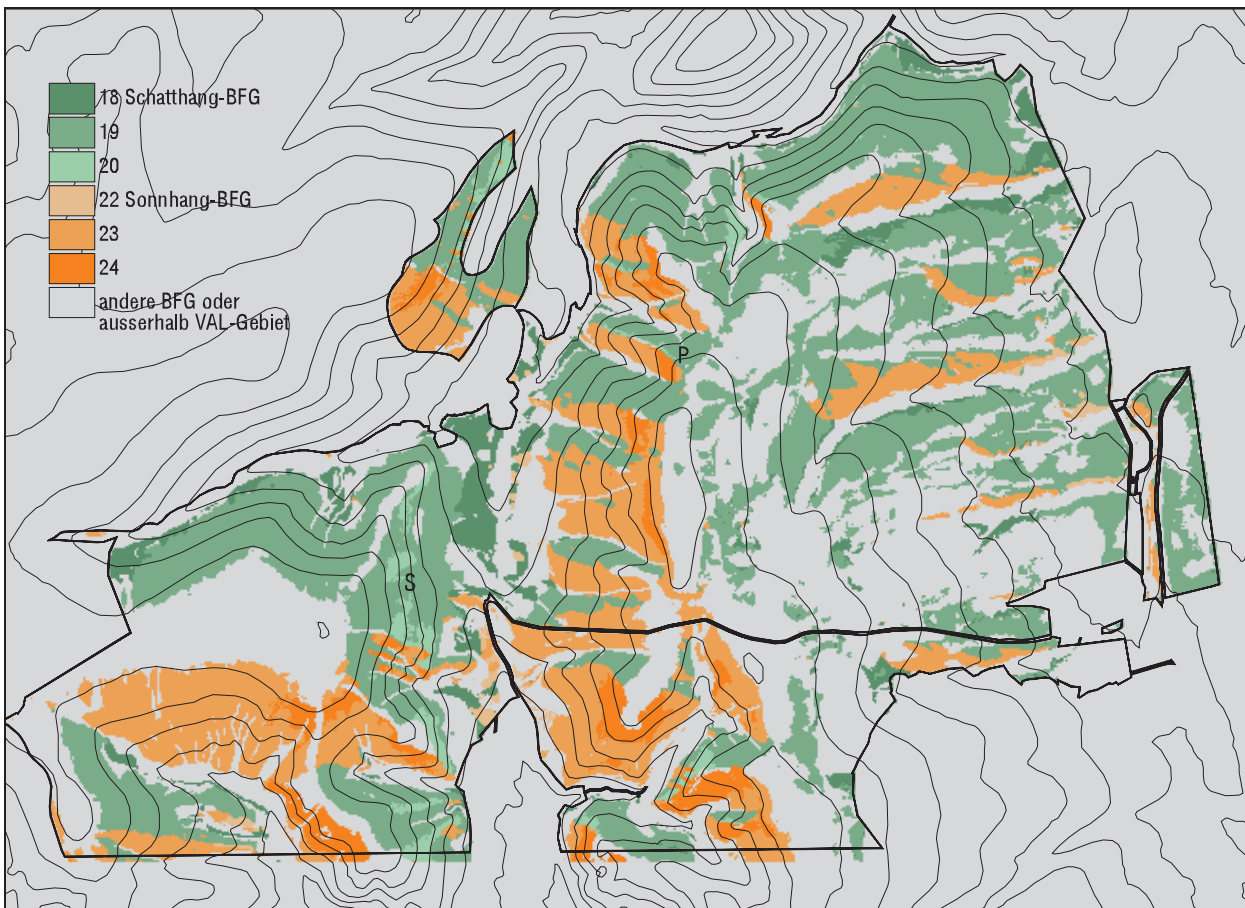 18 Schatthang-BFG
19
20
22 Sonnhang-BFG
23
24
andere BFG oder
ausserhalb VAL-Gebiet
P
S